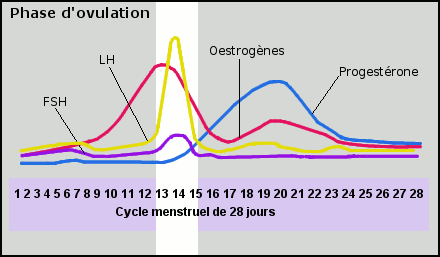 Phase d'ovulation
Oestrogènes
LH
Progestérone
FSH
1 2 3 4 5 6 7 8 9 10 11 12 13 14 15 16 17 18 19 20 21 22 23 24 25 26 27 28
Cycle menstruel de 28 jours